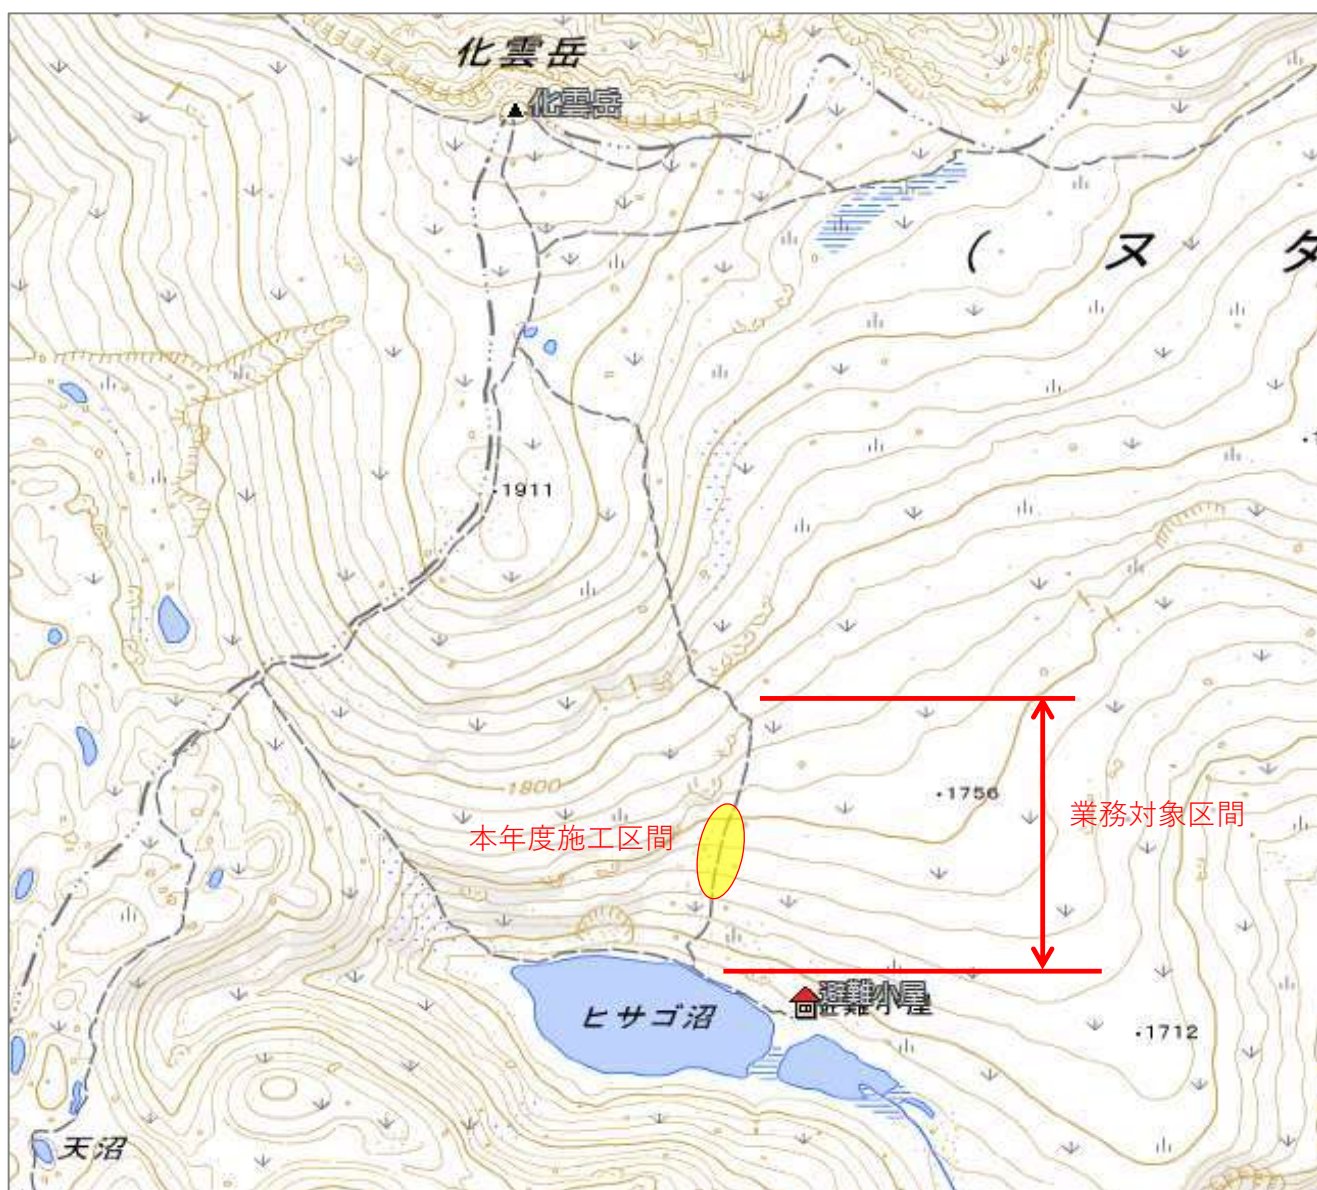 化雲岳
化雲岳
( ヌ タ
1911
1800
1756
業務対象区間
本年度施工区間
避難小屋
ヒサゴ沼
1712
天沼